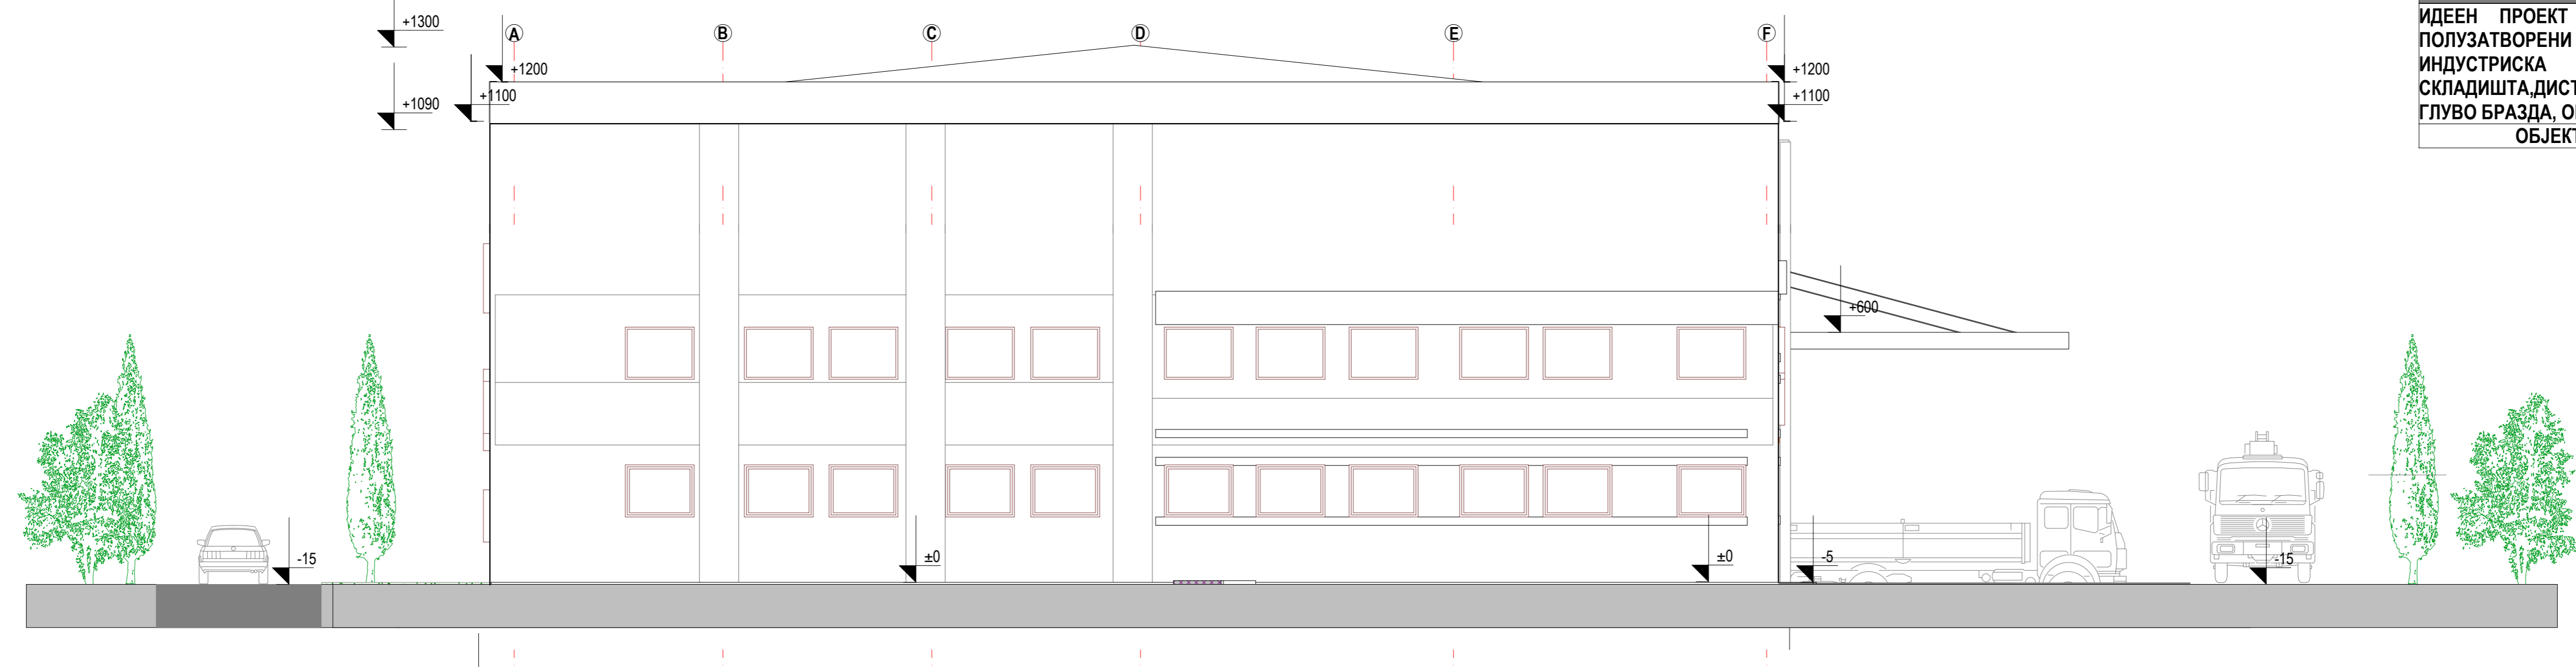 +1300
A B C D E F
+1200
+1200
+1100
+1100
+1090
ИДЕЕН ПРОЕКТ
ПОЛУЗАТВОРЕНИ
ИНДУСТРИСКА
СКЛАДИШТА,ДИСТ
ГЛУВО БРАЗДА, О
ОБЈЕКТ
+600
-15
±0
±0
-5
-15